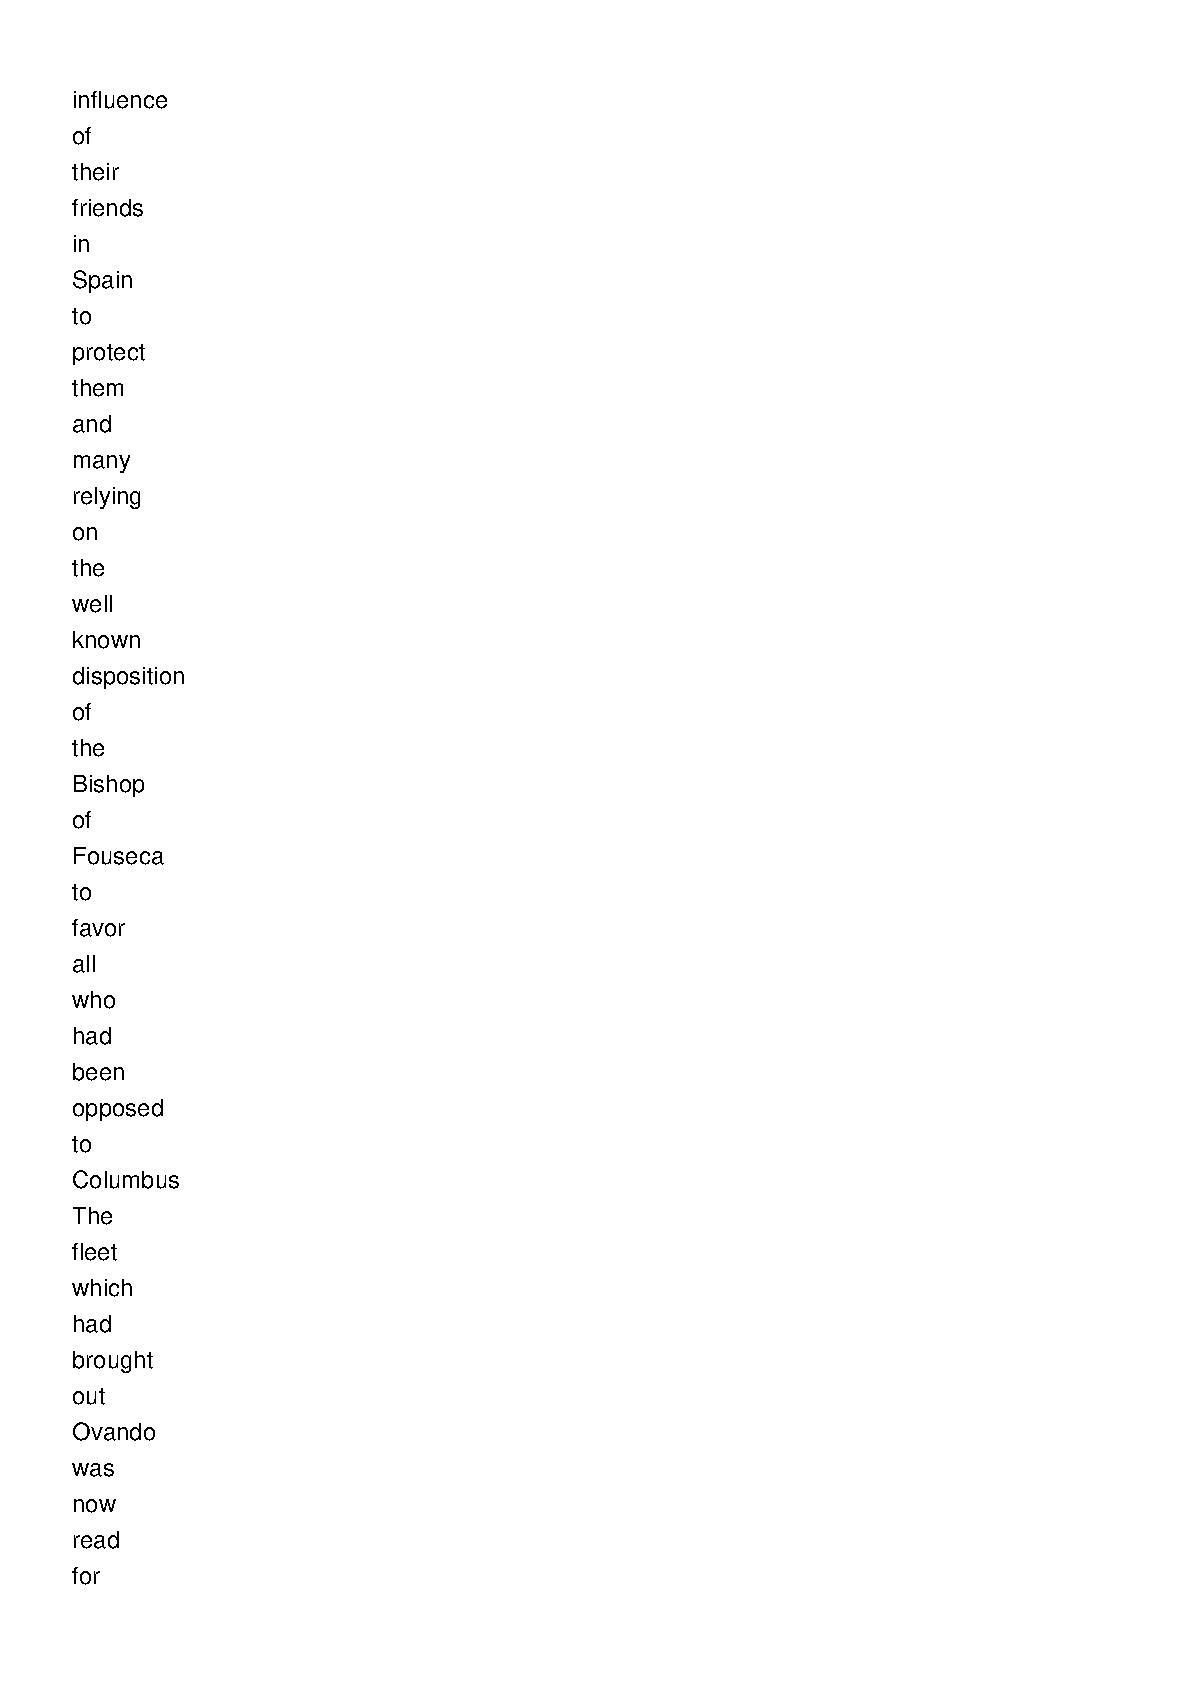 influence
of
their
friends
in
Spain
to
protect
them
and
many
relying
on
the
well
known
disposition
of
the
Bishop
of
Fouseca
to
favor
all
who
had
been
opposed
to
Columbus
The
fleet
which
had
brought
out
Ovando
was
now
read
for